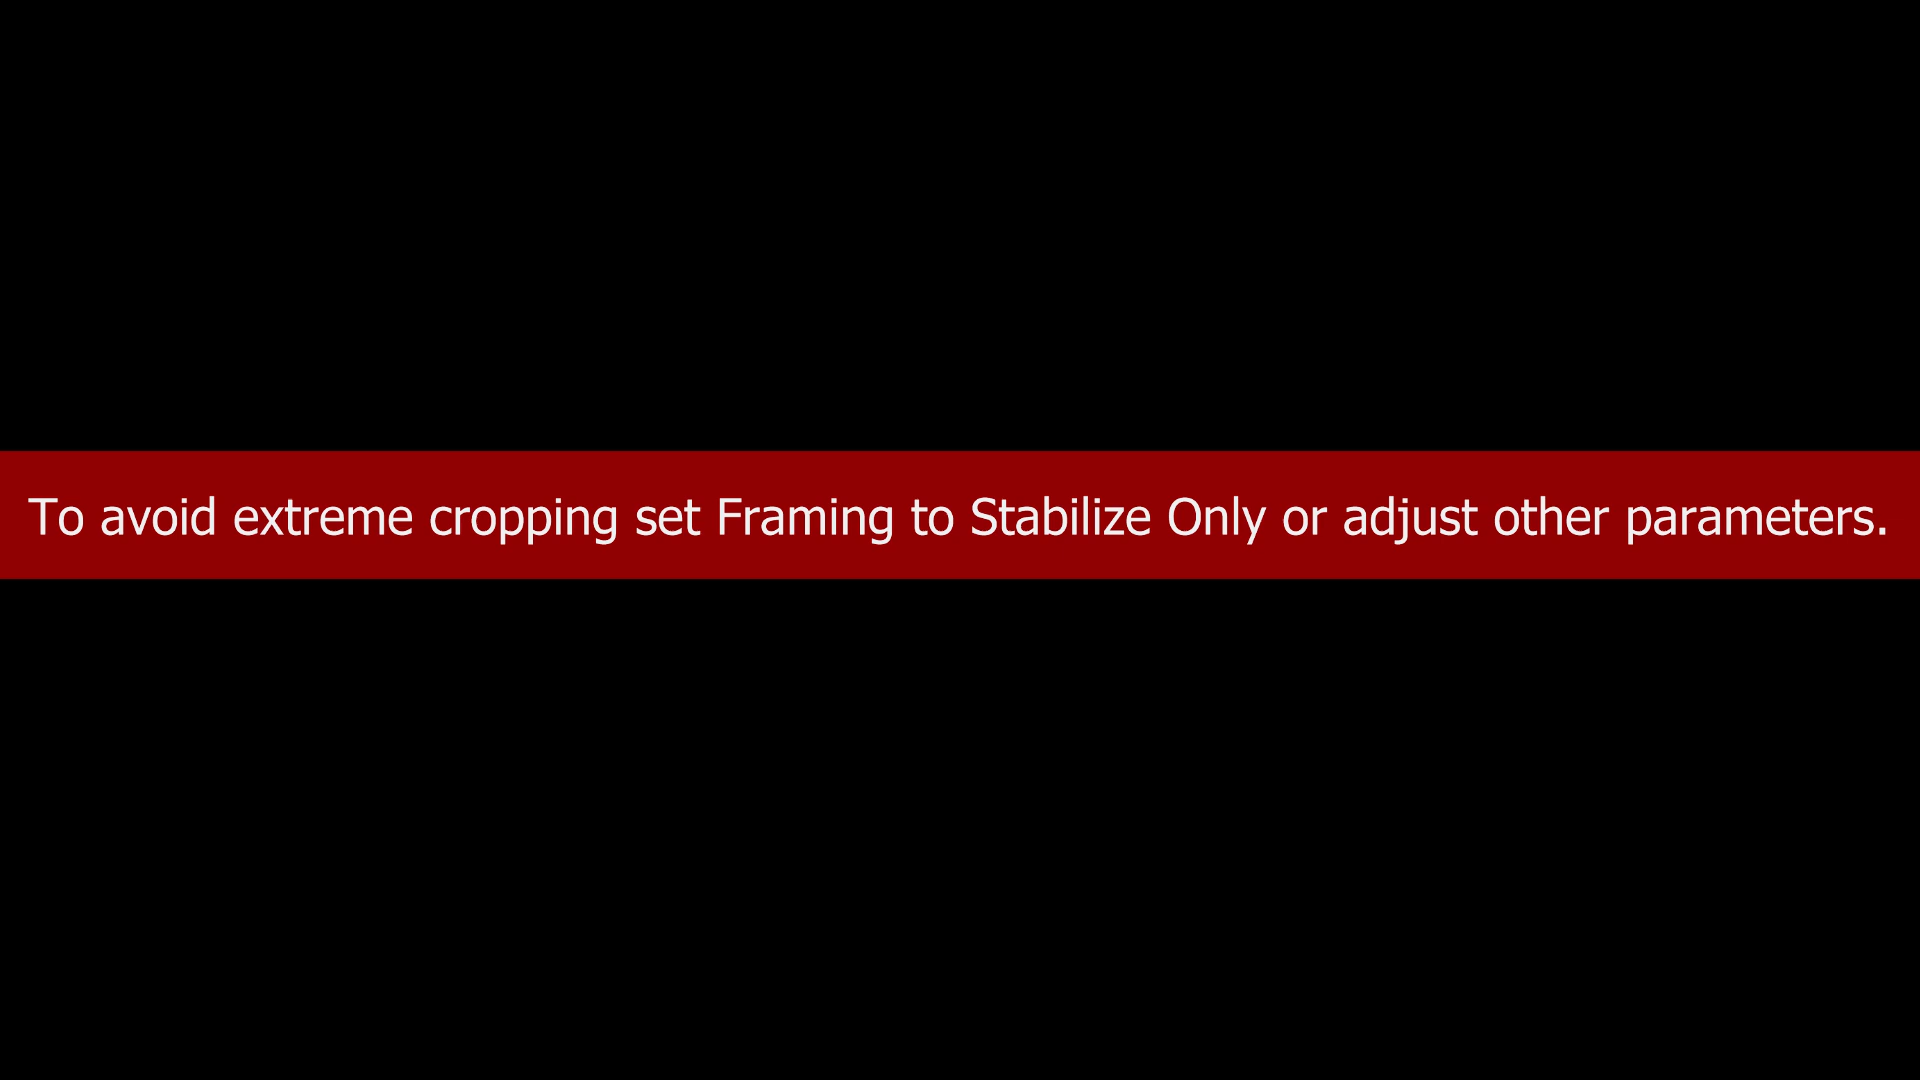 To avoid extreme cropping set Framing to Stabilize Only or adjust other parameters.